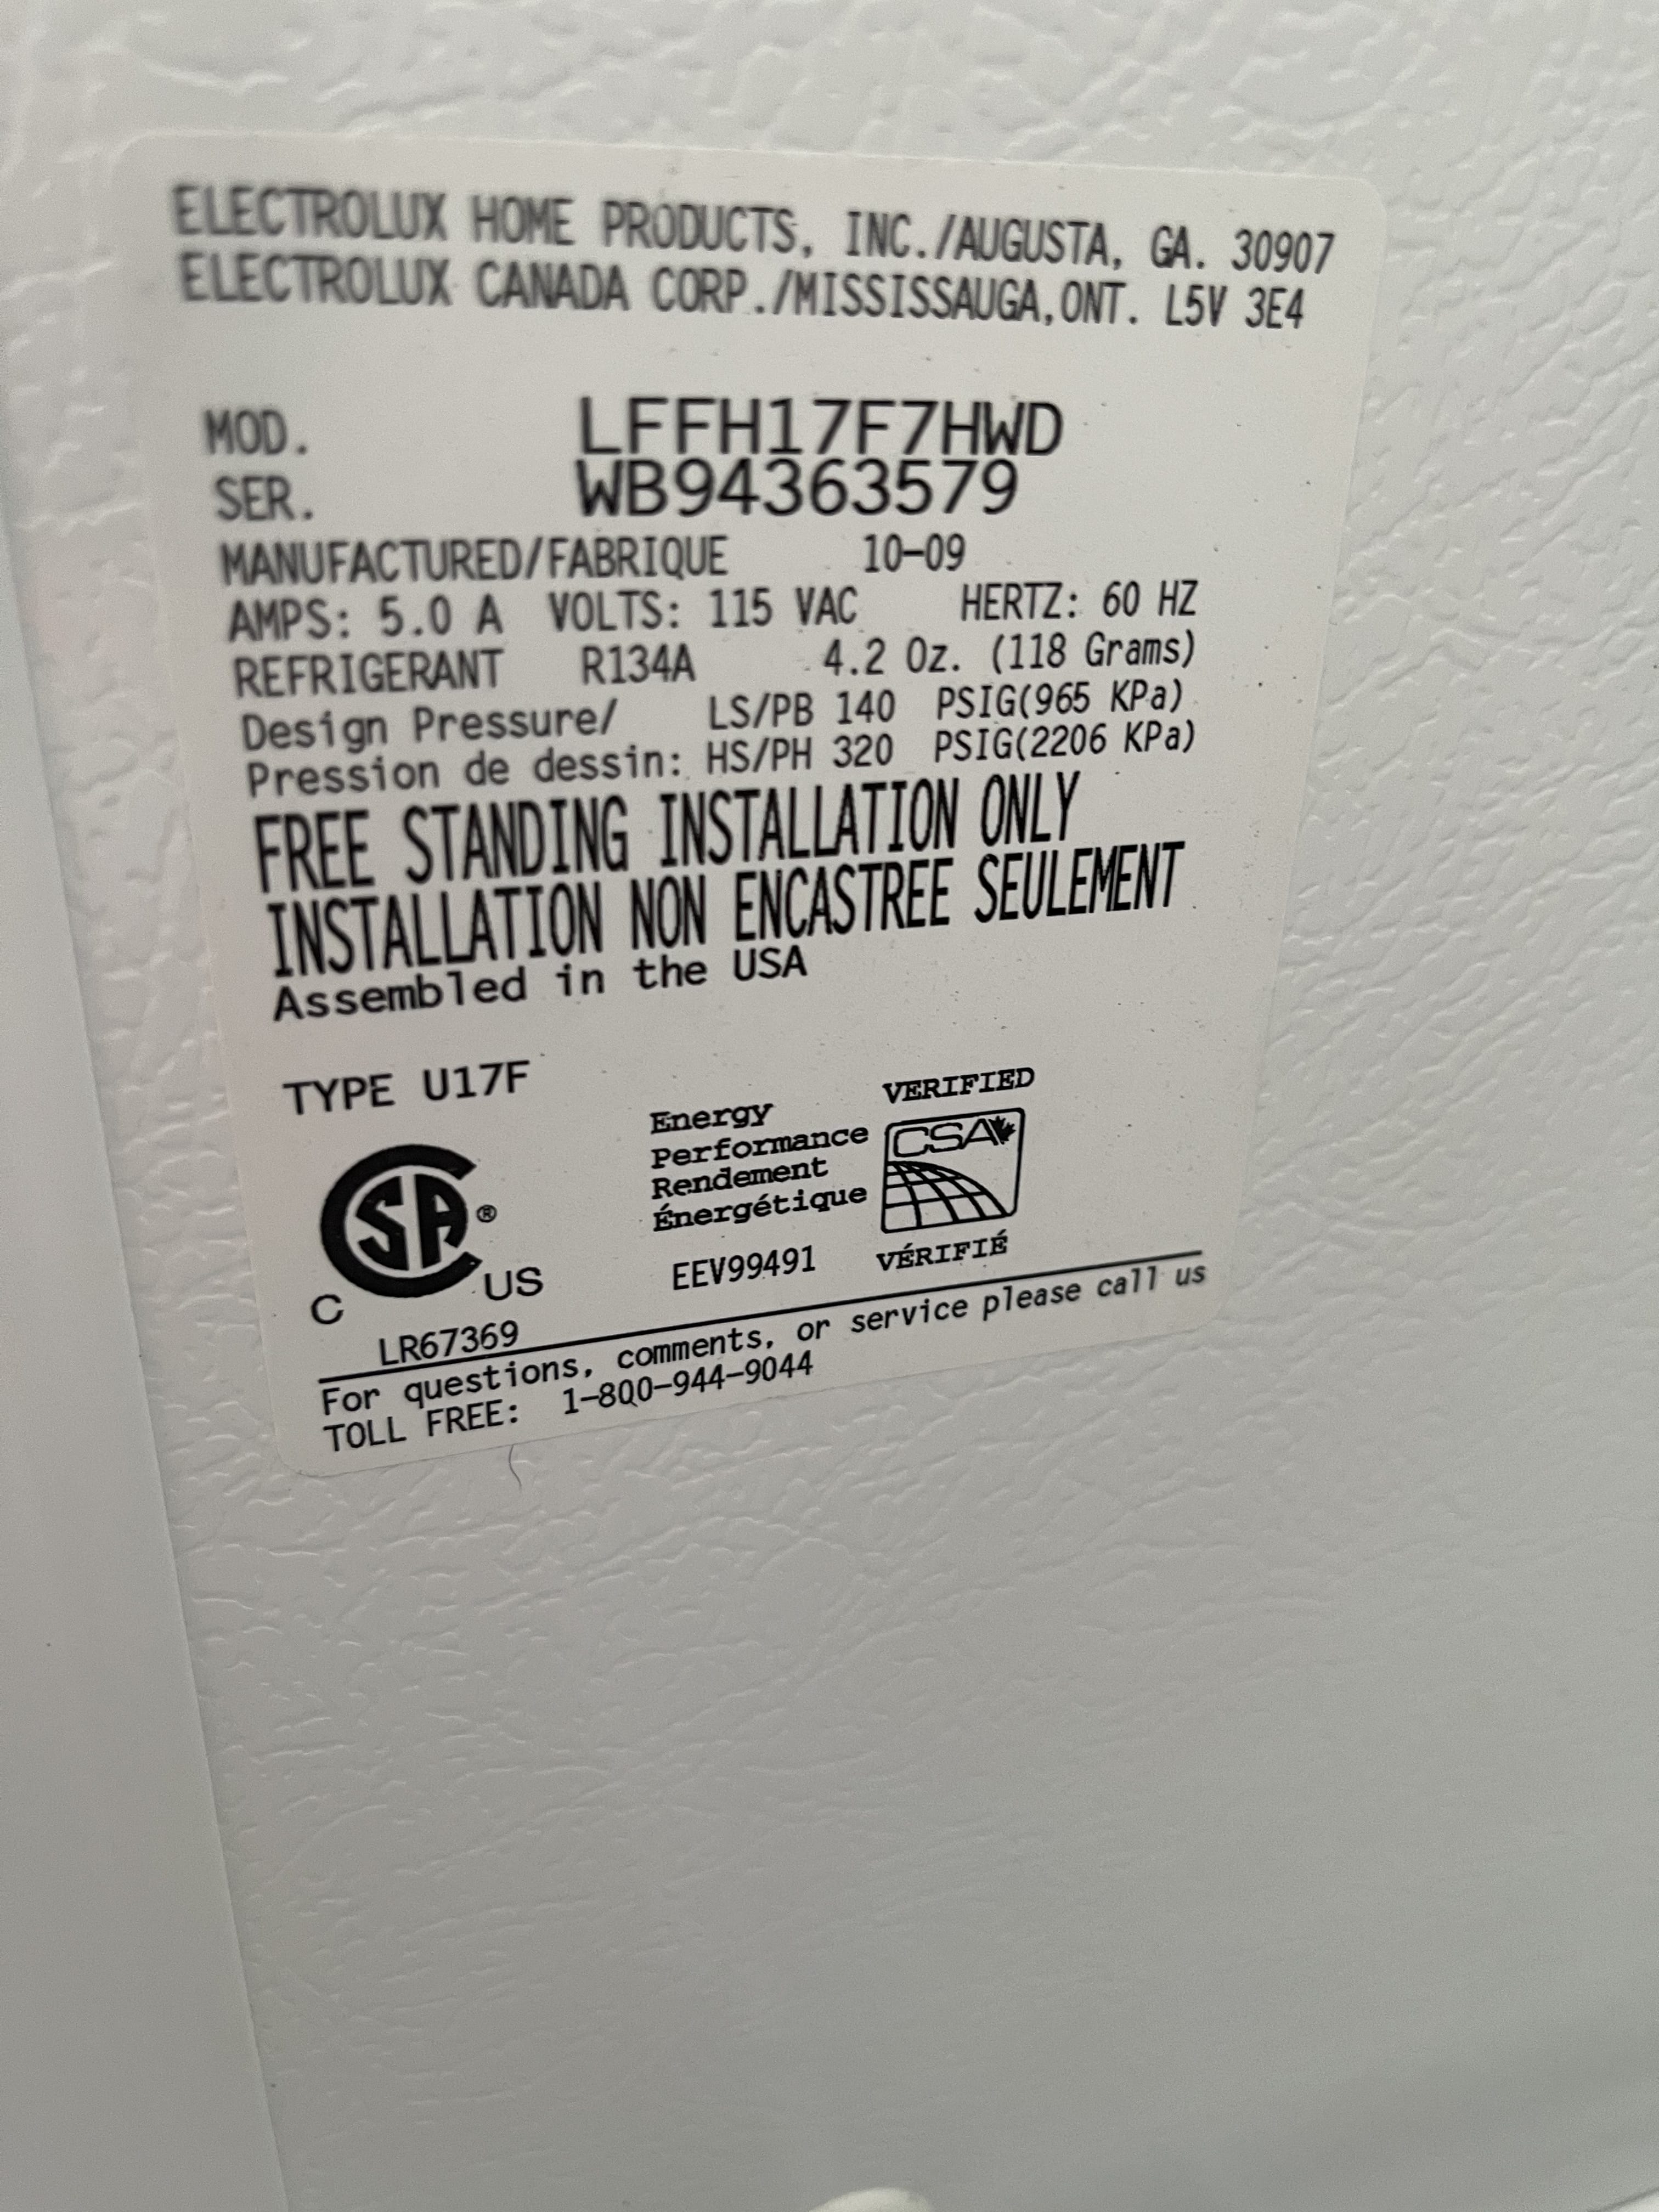 ELECTROLUX HOME PRODUCTS, INC./AUGUSTA, GA. 30907
ELECTROLUX CANADA CORP./MISSISSAUGA,ONT. L5V 3E4
MOD. LFFH17F7HWD
SER. WB94363579
MANUFACTURED/FABRIQUE 10-09
AMPS: 5.0 A VOLTS: 115 VAC HERTZ: 60 HZ
REFRIGERANT R134A 4.2 Oz. (118 Grams)
Design Pressure/ LS/PB 140 PSIG(965 KPa)
Pression de dessin: HS/PH 320 PSIG(2206 KPa)
FREE STANDING INSTALLATION ONLY
INSTALLATION NON ENCASTREE SEULEMENT
Assembled in the USA
TYPE U17F
CSA®
C US
LR67369
Energy
Performance
Rendement
Énergétique
EEV99491
VERIFIED
CSA
VÉRIFIÉ
For questions, comments, or service please call us
TOLL FREE: 1-800-944-9044